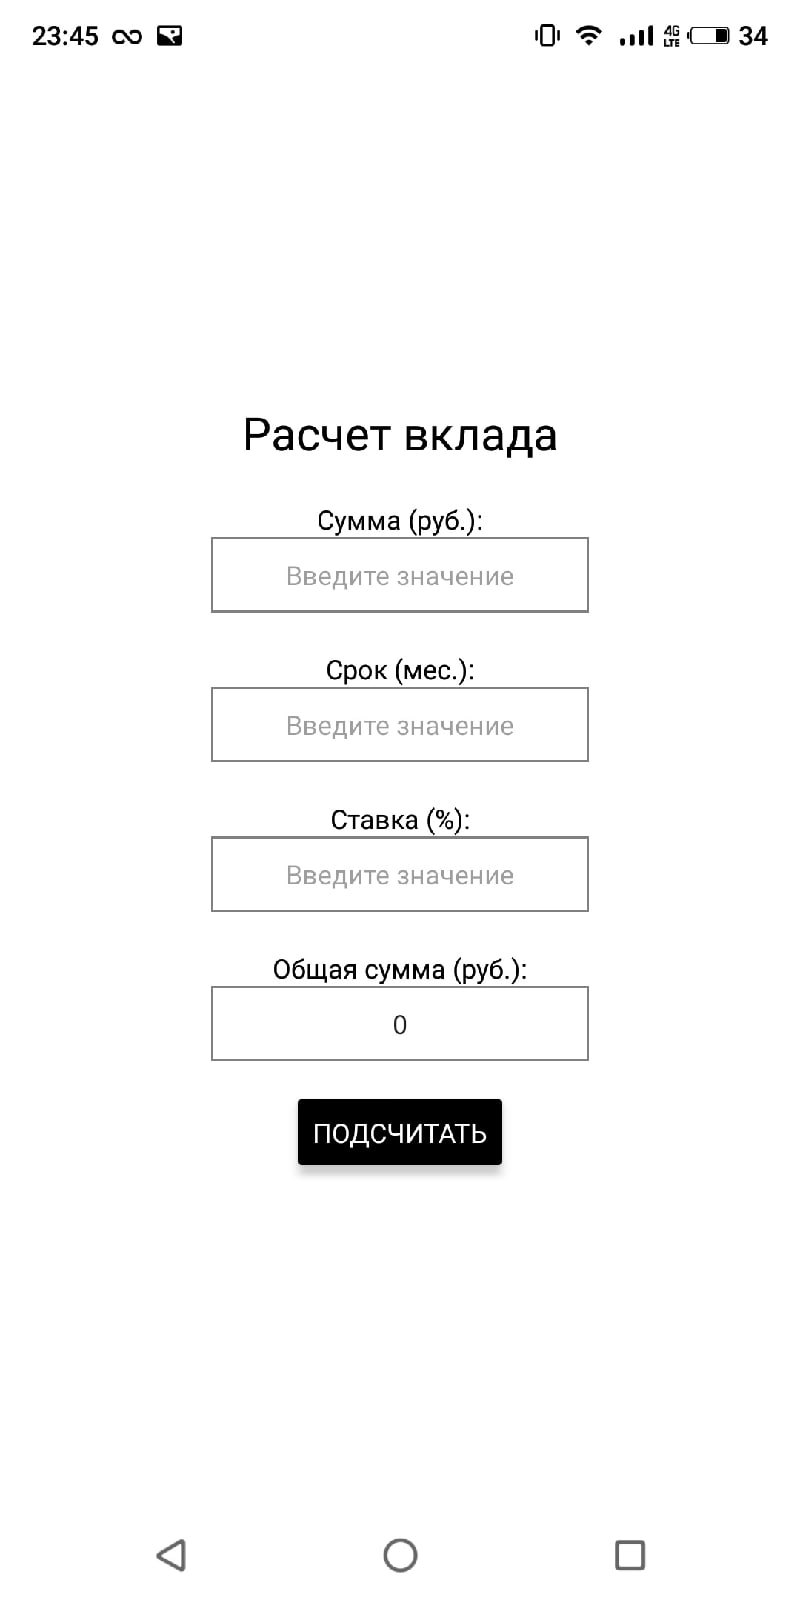 23:45 4G LTE 34
Расчет вклада
Сумма (руб.):
Введите значение
Срок (мес.):
Введите значение
Ставка (%):
Введите значение
Общая сумма (руб.):
0
ПОДСЧИТАТЬ